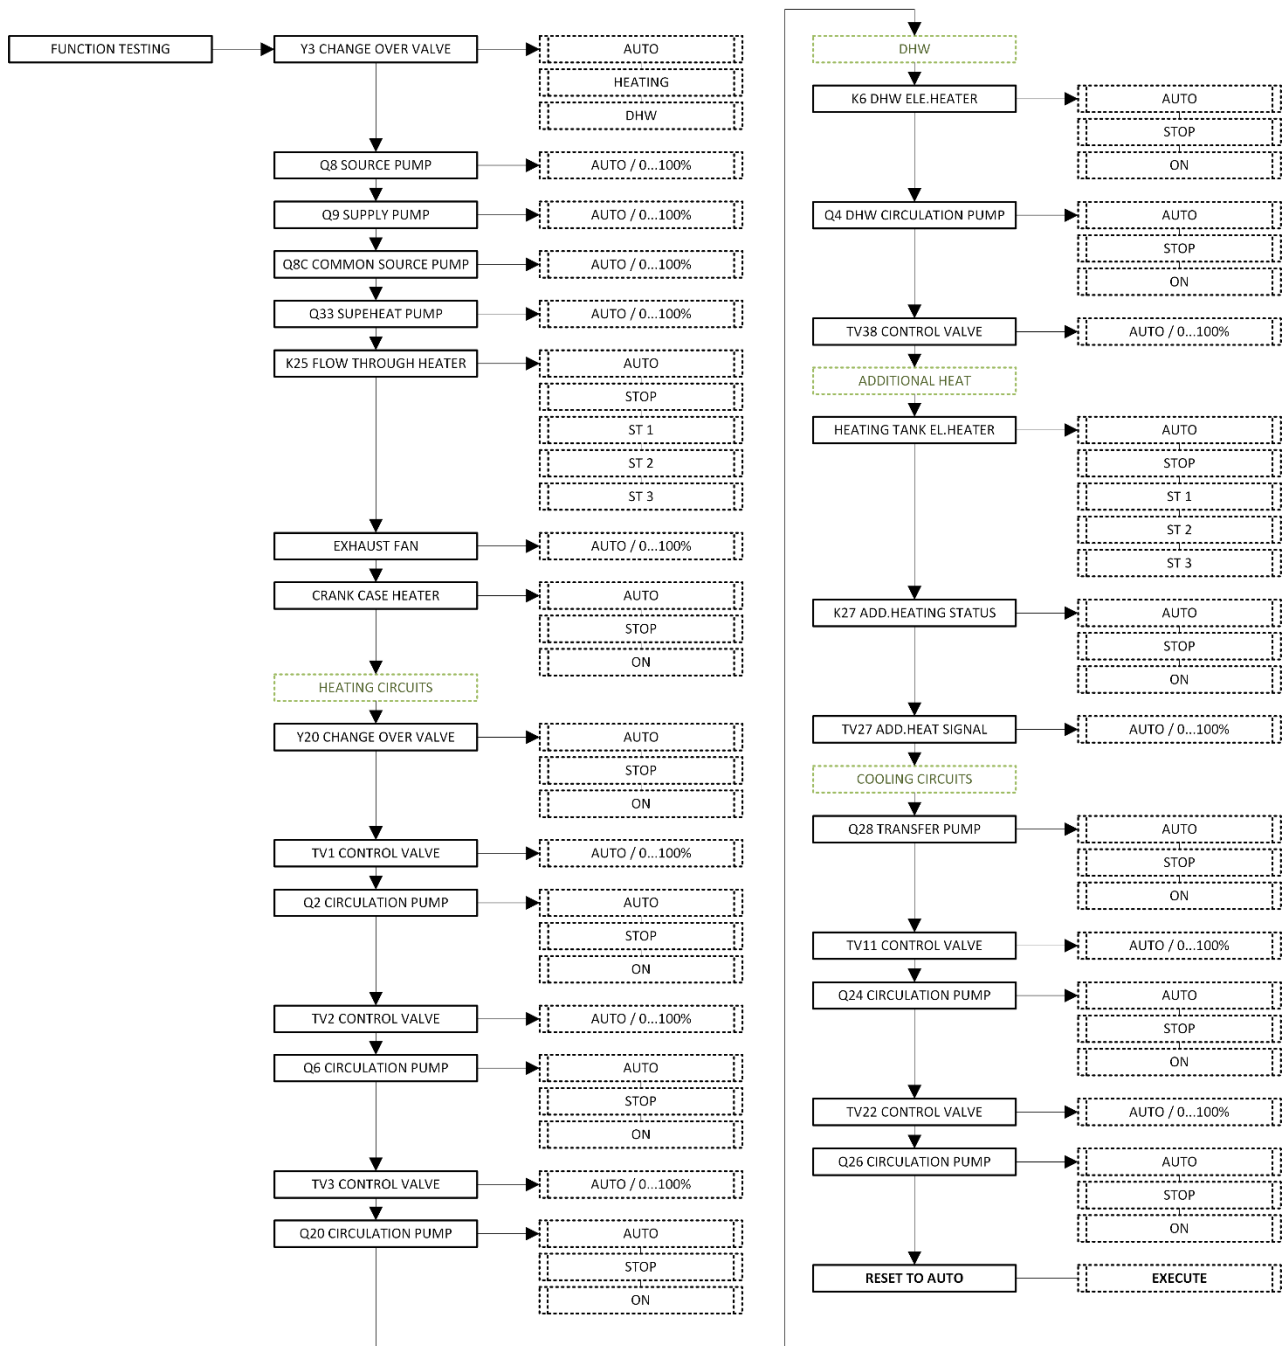 FUNCTION TESTING
Y3 CHANGE OVER VALVE
AUTO
HEATING
DHW
Q8 SOURCE PUMP
AUTO / 0...100%
Q9 SUPPLY PUMP
AUTO / 0...100%
Q8C COMMON SOURCE PUMP
AUTO / 0...100%
Q33 SUPEHEAT PUMP
AUTO / 0...100%
K25 FLOW THROUGH HEATER
AUTO
STOP
ST 1
ST 2
ST 3
EXHAUST FAN
AUTO / 0...100%
CRANK CASE HEATER
AUTO
STOP
ON
HEATING CIRCUITS
Y20 CHANGE OVER VALVE
AUTO
STOP
ON
TV1 CONTROL VALVE
AUTO / 0...100%
Q2 CIRCULATION PUMP
AUTO
STOP
ON
TV2 CONTROL VALVE
AUTO / 0...100%
Q6 CIRCULATION PUMP
AUTO
STOP
ON
TV3 CONTROL VALVE
AUTO / 0...100%
Q20 CIRCULATION PUMP
AUTO
STOP
ON
DHW
K6 DHW ELE.HEATER
AUTO
STOP
ON
Q4 DHW CIRCULATION PUMP
AUTO
STOP
ON
TV38 CONTROL VALVE
AUTO / 0...100%
ADDITIONAL HEAT
HEATING TANK EL.HEATER
AUTO
STOP
ST 1
ST 2
ST 3
K27 ADD.HEATING STATUS
AUTO
STOP
ON
TV27 ADD.HEAT SIGNAL
AUTO / 0...100%
COOLING CIRCUITS
Q28 TRANSFER PUMP
AUTO
STOP
ON
TV11 CONTROL VALVE
AUTO / 0...100%
Q24 CIRCULATION PUMP
AUTO
STOP
ON
TV22 CONTROL VALVE
AUTO / 0...100%
Q26 CIRCULATION PUMP
AUTO
STOP
ON
RESET TO AUTO
EXECUTE